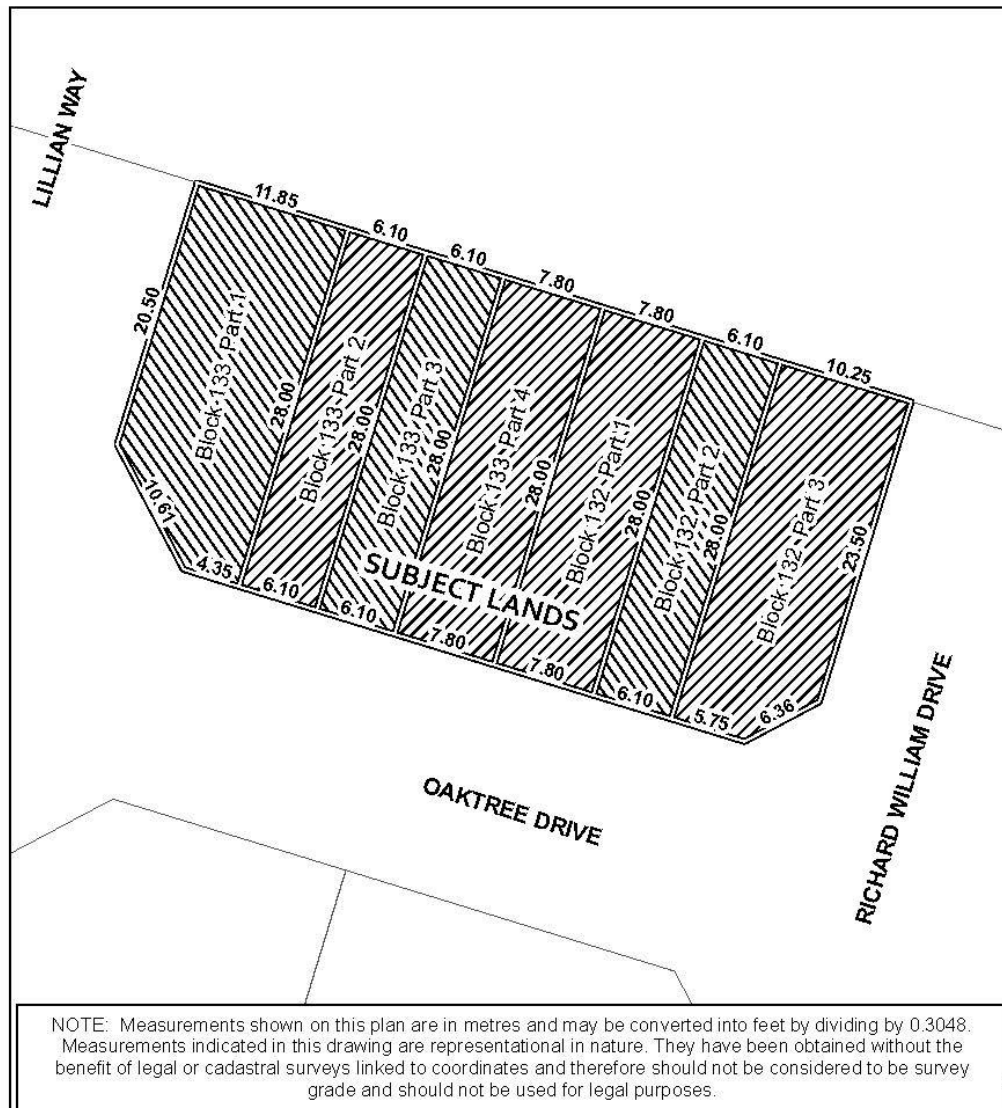 LILLIAN WAY
11.85
6.10
6.10
7.80
7.80
6.10
10.25
20.50
Block 133 Part 1
28.00
Block 133 Part 2
28.00
Block 133 Part 3
28.00
Block 133 Part 4
28.00
Block 132 Part 1
28.00
Block 132 Part 2
28.00
Block 132 Part 3
23.50
10.61
4.35
6.10
6.10
7.80
7.80
6.10
5.75
6.36
SUBJECT LANDS
OAKTREE DRIVE
RICHARD WILLIAM DRIVE
NOTE: Measurements shown on this plan are in metres and may be converted into feet by dividing by 0.3048.
Measurements indicated in this drawing are representational in nature. They have been obtained without the
benefit of legal or cadastral surveys linked to coordinates and therefore should not be considered to be survey
grade and should not be used for legal purposes.